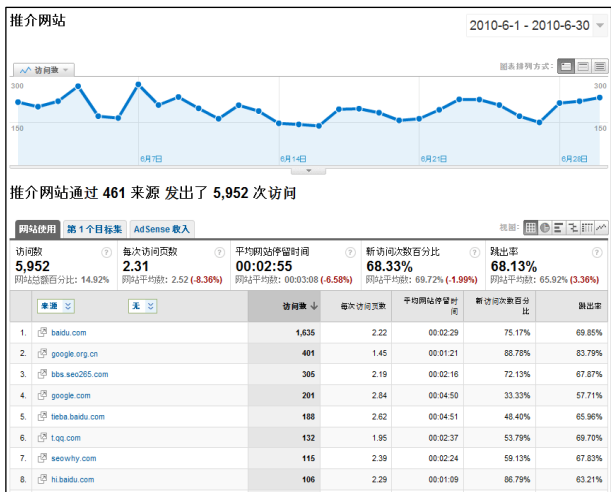 推介网站
2010-6-1 - 2010-6-30
访问数
图表排列方式:
300
300
150
150
6月7日
6月14日
6月21日
6月28日
推介网站通过 461 来源 发出了 5,952 次访问
网站使用 第 1 个目标集 AdSense 收入
视图:
访问数 ?
5,952
网站总额百分比: 14.92%
每次访问页数 ?
2.31
网站平均数: 2.52 (-8.36%)
平均网站停留时间 ?
00:02:55
网站平均数: 00:03:08 (-6.58%)
新访问次数百分比 ?
68.33%
网站平均数: 69.72% (-1.99%)
跳出率 ?
68.13%
网站平均数: 65.92% (3.36%)
来源 无 访问数 每次访问页数 平均网站停留时间 新访问次数百分比 跳出率
1. baidu.com 1,635 2.22 00:02:29 75.17% 69.85%
2. google.org.cn 401 1.45 00:01:21 88.78% 83.79%
3. bbs.seo265.com 305 2.19 00:02:16 72.13% 67.87%
4. google.com 201 2.84 00:04:50 33.33% 57.71%
5. tieba.baidu.com 188 2.62 00:04:51 48.40% 65.96%
6. t.qq.com 132 1.95 00:02:37 53.79% 69.70%
7. seowhy.com 115 2.39 00:02:24 59.13% 67.83%
8. hi.baidu.com 106 2.29 00:01:09 86.79% 63.21%